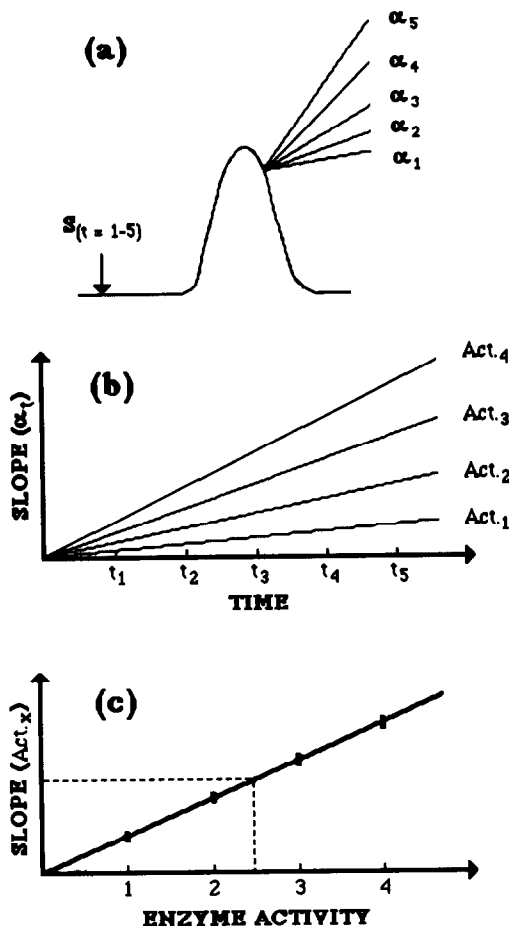 (a)
α5
α4
α3
α2
α1
S(t = 1-5)
(b)
SLOPE (αt)
Act.4
Act.3
Act.2
Act.1
t1 t2 t3 t4 t5
TIME
(c)
SLOPE (Act.x)
1 2 3 4
ENZYME ACTIVITY